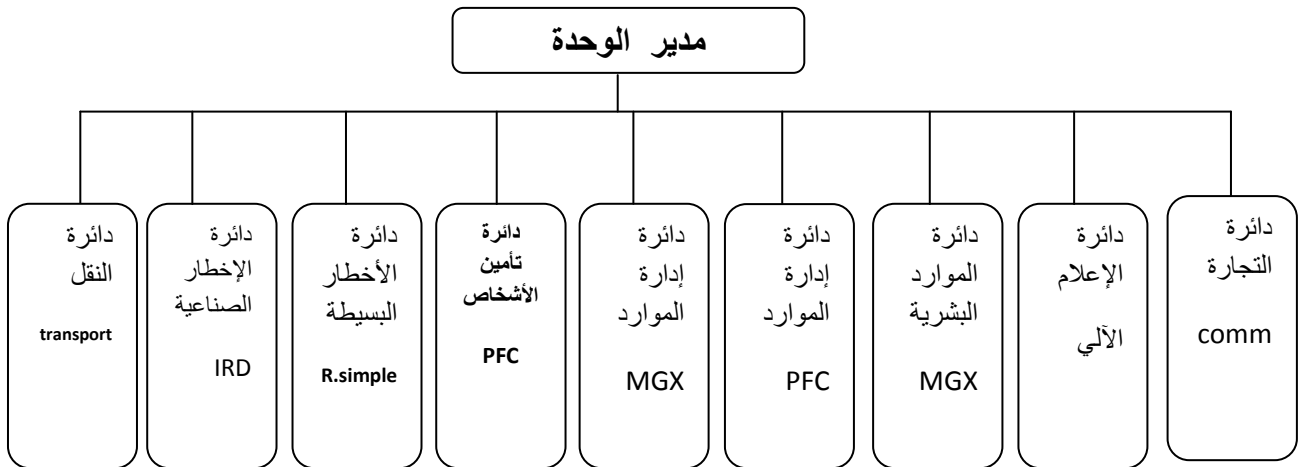 مدير الوحدة
دائرة
التجارة
comm
دائرة
الإعلام
الآلي
دائرة
الموارد
البشرية
MGX
دائرة
إدارة
الموارد
PFC
دائرة
إدارة
الموارد
MGX
دائرة
تأمين
الأشخاص
PFC
دائرة
الأخطار
البسيطة
R.simple
دائرة
الإخطار
الصناعية
IRD
دائرة
النقل
transport